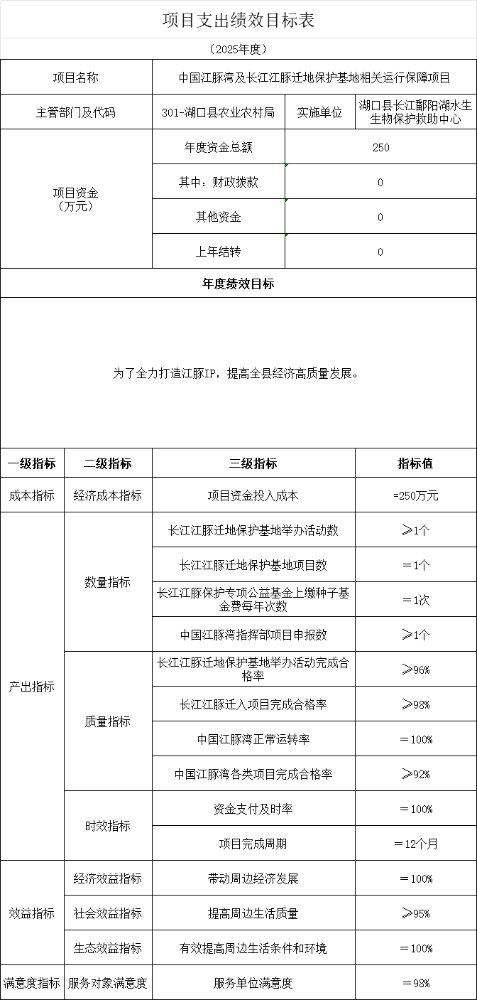 项目支出绩效目标表
（2025年度）
项目名称 中国江豚湾及长江江豚迁地保护基地相关运行保障项目
主管部门及代码 301-湖口县农业农村局 实施单位 湖口县长江鄱阳湖水生
生物保护救助中心
项目资金
（万元）
年度资金总额 250
其中：财政拨款 0
其他资金 0
上年结转 0
年度绩效目标
为了全力打造江豚IP，提高全县经济高质量发展。
一级指标 二级指标 三级指标 指标值
成本指标 经济成本指标 项目资金投入成本 =250万元
产出指标
数量指标
长江江豚迁地保护基地举办活动数 ≥1个
长江江豚迁地保护基地项目数 ＝1个
长江江豚保护专项公益基金上缴种子基
金费每年次数 ＝1次
中国江豚湾指挥部项目申报数 ≥1个
质量指标
长江江豚迁地保护基地举办活动完成合
格率 ≥96%
长江江豚迁入项目完成合格率 ≥98%
中国江豚湾正常运转率 ＝100%
中国江豚湾各类项目完成合格率 ≥92%
时效指标
资金支付及时率 ＝100%
项目完成周期 ＝12个月
效益指标
经济效益指标 带动周边经济发展 ＝100%
社会效益指标 提高周边生活质量 ≥95%
生态效益指标 有效提高周边生活条件和环境 ＝100%
满意度指标 服务对象满意度 服务单位满意度 ＝98%